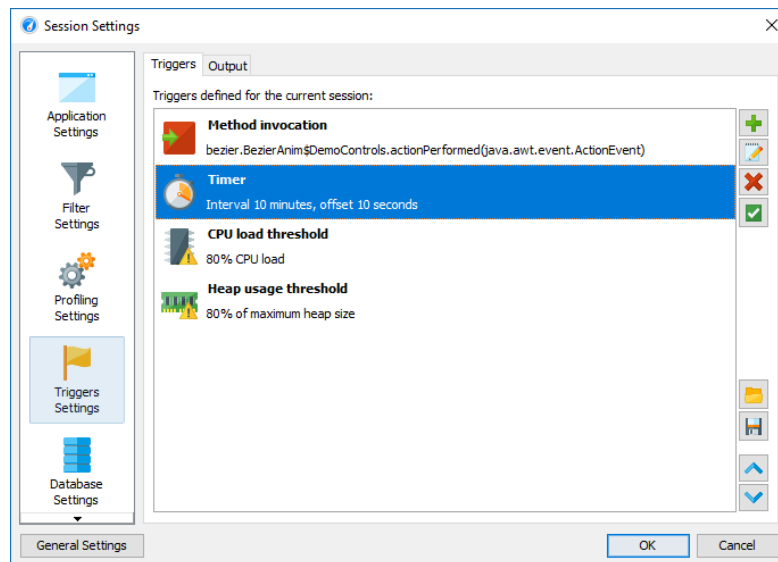 Session Settings
Application
Settings
Filter
Settings
Profiling
Settings
Triggers
Settings
Database
Settings
Triggers
Output
Triggers defined for the current session:
Method invocation
bezier.BezierAnim$DemoControls.actionPerformed(java.awt.event.ActionEvent)
Timer
Interval 10 minutes, offset 10 seconds
CPU load threshold
80% CPU load
Heap usage threshold
80% of maximum heap size
General Settings
OK
Cancel